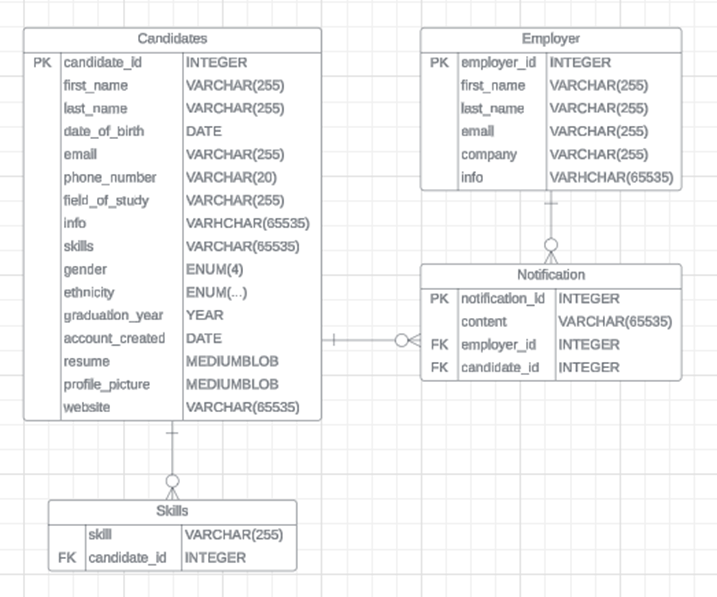 Candidates
PK candidate_id INTEGER
first_name VARCHAR(255)
last_name VARCHAR(255)
date_of_birth DATE
email VARCHAR(255)
phone_number VARCHAR(20)
field_of_study VARCHAR(255)
info VARHCHAR(65535)
skills VARCHAR(65535)
gender ENUM(4)
ethnicity ENUM(...)
graduation_year YEAR
account_created DATE
resume MEDIUMBLOB
profile_picture MEDIUMBLOB
website VARCHAR(65535)
Employer
PK employer_id INTEGER
first_name VARCHAR(255)
last_name VARCHAR(255)
email VARCHAR(255)
company VARCHAR(255)
info VARHCHAR(65535)
Notification
PK notification_id INTEGER
content VARCHAR(65535)
FK employer_id INTEGER
FK candidate_id INTEGER
Skills
skill VARCHAR(255)
FK candidate_id INTEGER